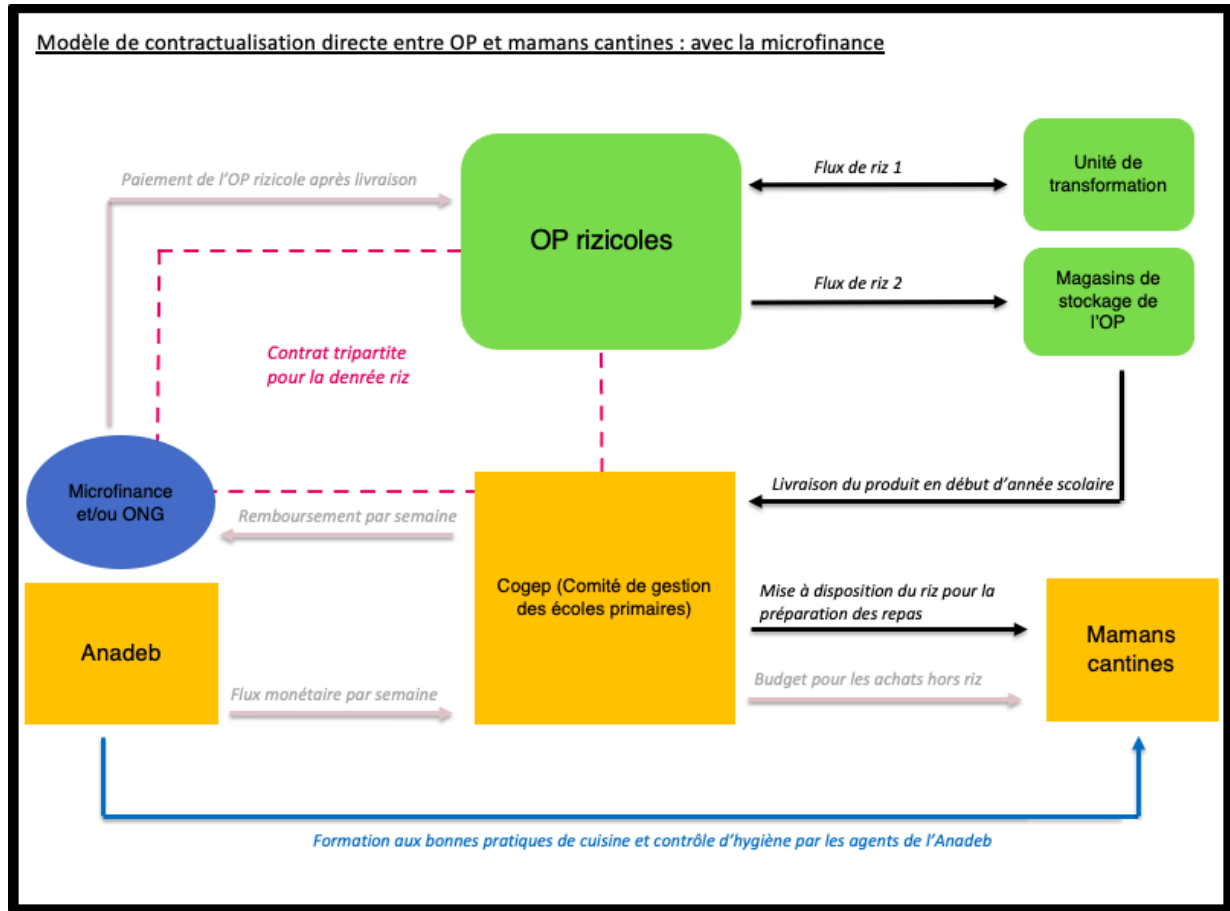 Modèle de contractualisation directe entre OP et mamans cantines : avec la microfinance
Paiement de l'OP rizicole après livraison
OP rizicoles
Flux de riz 1
Unité de
transformation
Flux de riz 2
Magasins de
stockage de
l'OP
Contrat tripartite
pour la denrée riz
Microfinance
et/ou ONG
Livraison du produit en début d'année scolaire
Remboursement par semaine
Cogep (Comité de gestion
des écoles primaires)
Mise à disposition du riz pour la
préparation des repas
Anadeb
Mamans
cantines
Flux monétaire par semaine
Budget pour les achats hors riz
Formation aux bonnes pratiques de cuisine et contrôle d'hygiène par les agents de l'Anadeb